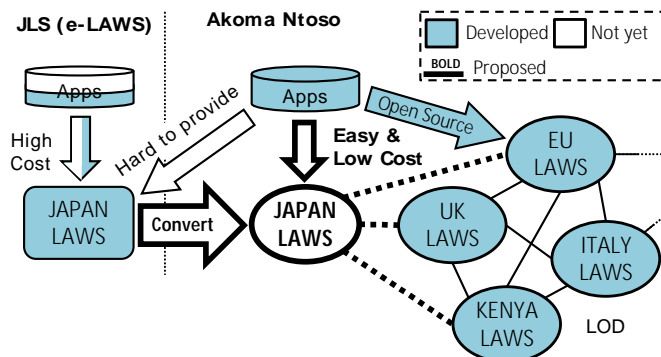 JLS (e-LAWS)
Akoma Ntoso
Developed
Not yet
BOLD
Proposed
Apps
Apps
Hard to provide
Open Source
High
Cost
Easy &
Low Cost
EU
LAWS
JAPAN
LAWS
Convert
JAPAN
LAWS
UK
LAWS
ITALY
LAWS
KENYA
LAWS
LOD